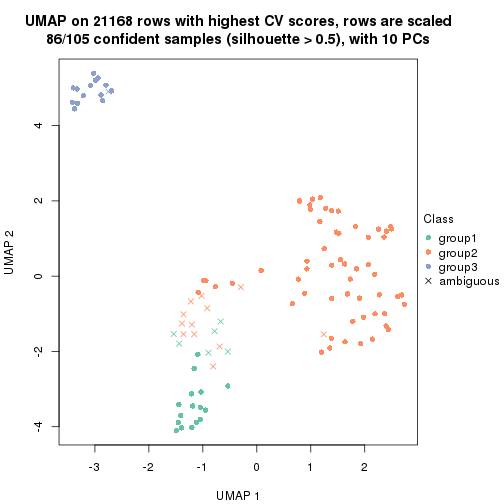 UMAP on 21168 rows with highest CV scores, rows are scaled
86/105 confident samples (silhouette > 0.5), with 10 PCs
4
2
0
-2
-4
UMAP 2
-3
-2
-1
0
1
2
UMAP 1
Class
group1
group2
group3
ambiguous